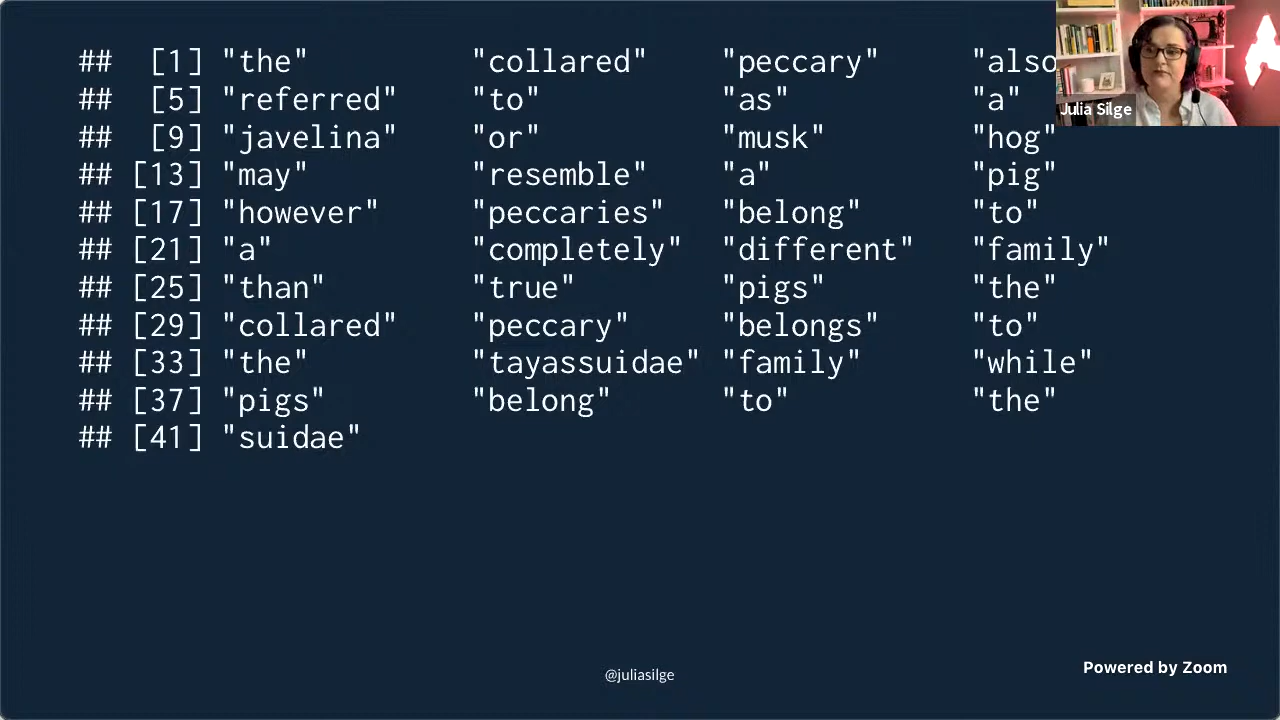 ## [1] "the" "collared" "peccary" "also
## [5] "referred" "to" "as" "a"
## [9] "javelina" "or" "musk" "hog"
## [13] "may" "resemble" "a" "pig"
## [17] "however" "peccaries" "belong" "to"
## [21] "a" "completely" "different" "family"
## [25] "than" "true" "pigs" "the"
## [29] "collared" "peccary" "belongs" "to"
## [33] "the" "tayassuidae" "family" "while"
## [37] "pigs" "belong" "to" "the"
## [41] "suidae"
Julia Silge
@juliasilge
Powered by Zoom